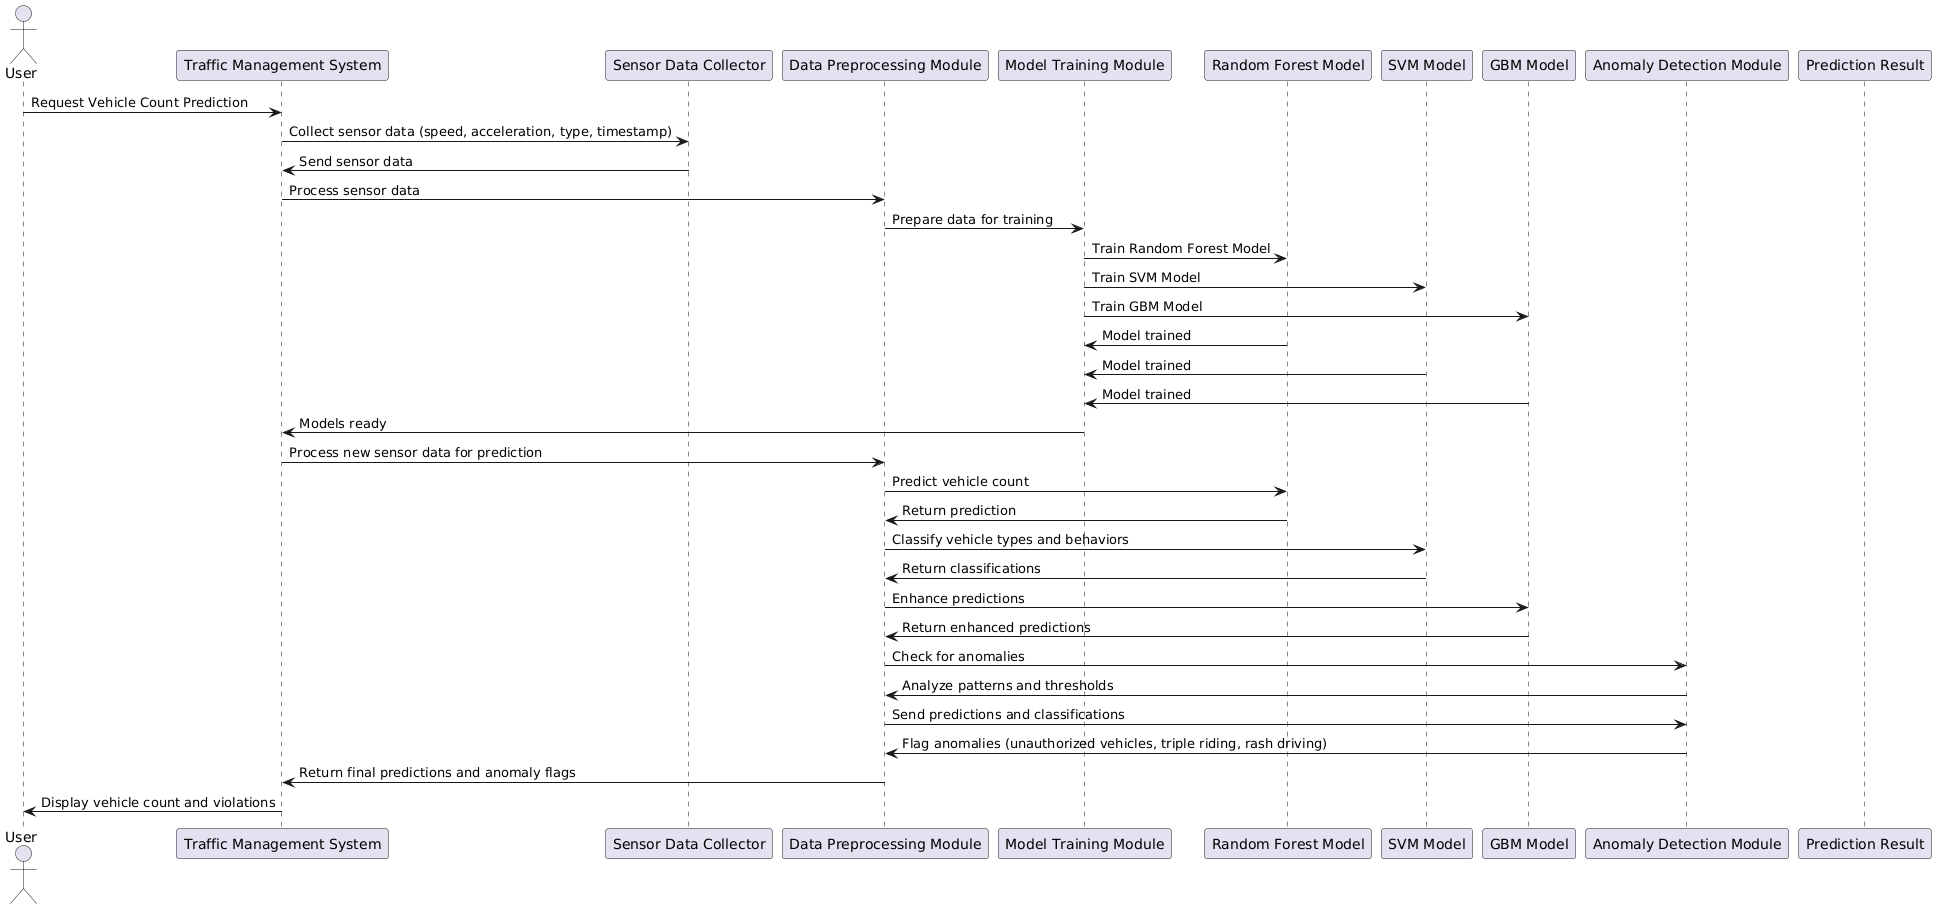 User
Traffic Management System
Sensor Data Collector
Data Preprocessing Module
Model Training Module
Random Forest Model
SVM Model
GBM Model
Anomaly Detection Module
Prediction Result
Request Vehicle Count Prediction
Collect sensor data (speed, acceleration, type, timestamp)
Send sensor data
Process sensor data
Prepare data for training
Train Random Forest Model
Train SVM Model
Train GBM Model
Model trained
Model trained
Model trained
Models ready
Process new sensor data for prediction
Predict vehicle count
Return prediction
Classify vehicle types and behaviors
Return classifications
Enhance predictions
Return enhanced predictions
Check for anomalies
Analyze patterns and thresholds
Send predictions and classifications
Flag anomalies (unauthorized vehicles, triple riding, rash driving)
Return final predictions and anomaly flags
Display vehicle count and violations
User
Traffic Management System
Sensor Data Collector
Data Preprocessing Module
Model Training Module
Random Forest Model
SVM Model
GBM Model
Anomaly Detection Module
Prediction Result